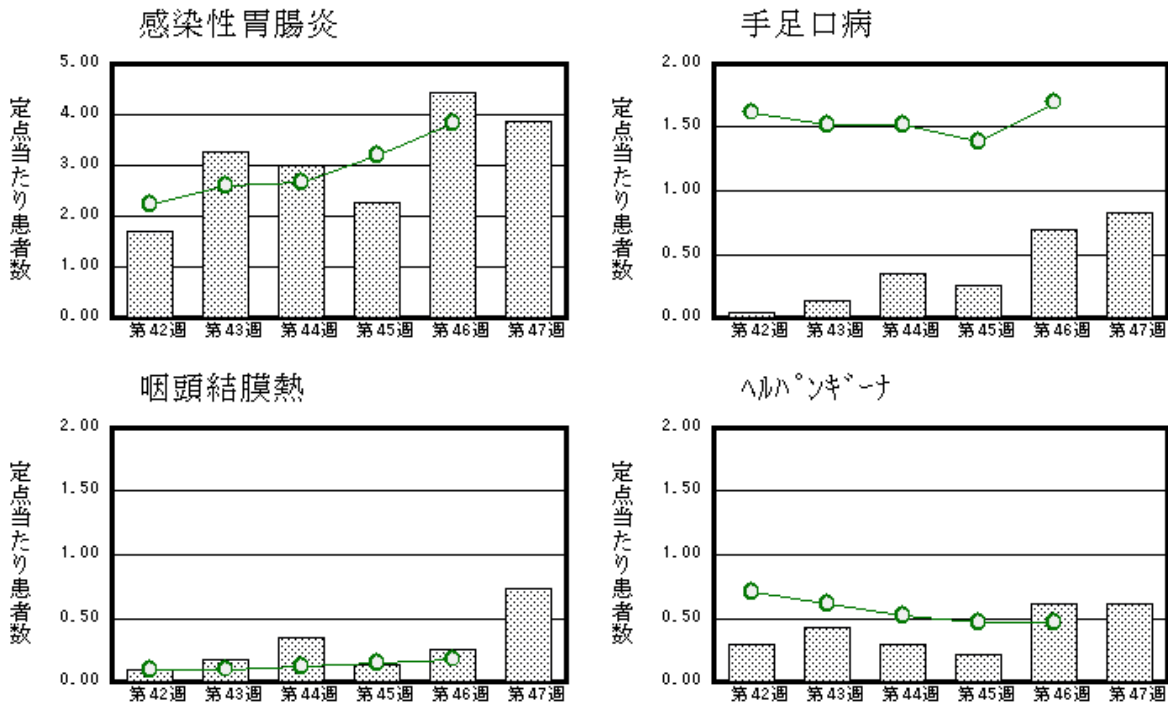 感染性胃腸炎
定点当たり患者数
5.00
4.00
3.00
2.00
1.00
0.00
第42週 第43週 第44週 第45週 第46週 第47週
手足口病
定点当たり患者数
2.00
1.50
1.00
0.50
0.00
第42週 第43週 第44週 第45週 第46週 第47週
咽頭結膜熱
定点当たり患者数
2.00
1.50
1.00
0.50
0.00
第42週 第43週 第44週 第45週 第46週 第47週
ﾍﾙﾊﾟﾝｷﾞｰﾅ
定点当たり患者数
2.00
1.50
1.00
0.50
0.00
第42週 第43週 第44週 第45週 第46週 第47週